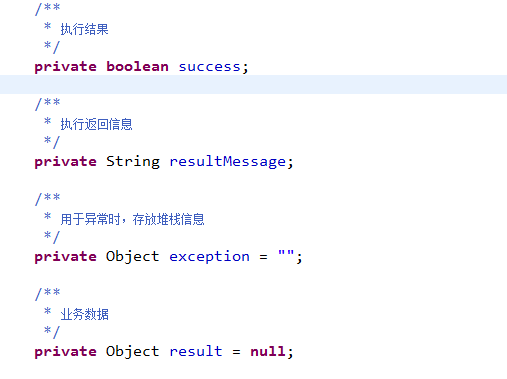 /**
 * 执行结果
 */
private boolean success;
/**
 * 执行返回信息
 */
private String resultMessage;
/**
 * 用于异常时，存放堆栈信息
 */
private Object exception = "";
/**
 * 业务数据
 */
private Object result = null;